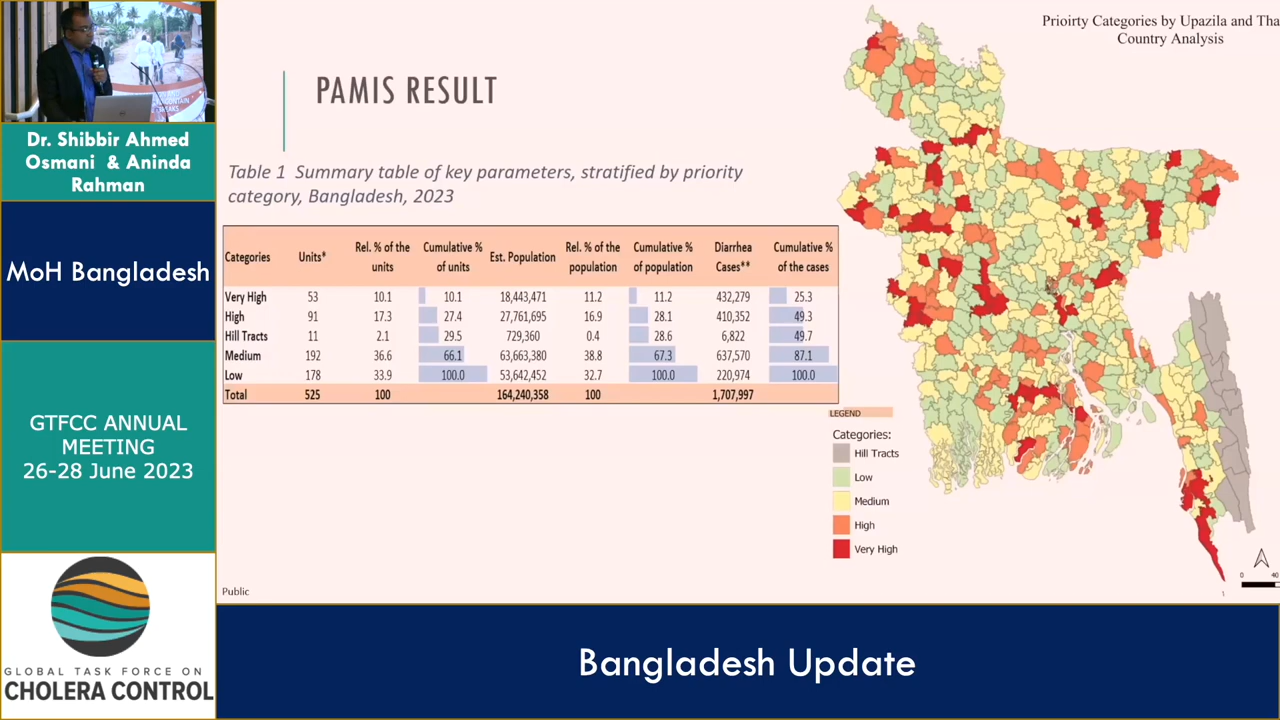 Dr. Shibbir Ahmed
Osmani & Aninda
Rahman
MoH Bangladesh
GTFCC ANNUAL
MEETING
26-28 June 2023
GLOBAL TASK FORCE ON
CHOLERA CONTROL
PAMIS RESULT
Table 1 Summary table of key parameters, stratified by priority
category, Bangladesh, 2023
Categories Units* Rel. % of the units Cumulative % of units Est. Population Rel. % of the population Cumulative % of population Diarrhea Cases** Cumulative % of the cases
Very High 53 10.1 10.1 18,443,471 11.2 11.2 432,279 25.3
High 91 17.3 27.4 27,761,695 16.9 28.1 410,352 49.3
Hill Tracts 11 2.1 29.5 729,360 0.4 28.6 6,822 49.7
Medium 192 36.6 66.1 63,663,380 38.8 67.3 637,570 87.1
Low 178 33.9 100.0 53,642,452 32.7 100.0 220,974 100.0
Total 525 100 164,240,358 100 1,707,997
Prioirty Categories by Upazila and Tha
Country Analysis
LEGEND
Categories:
Hill Tracts
Low
Medium
High
Very High
0 40
1
Public
Bangladesh Update